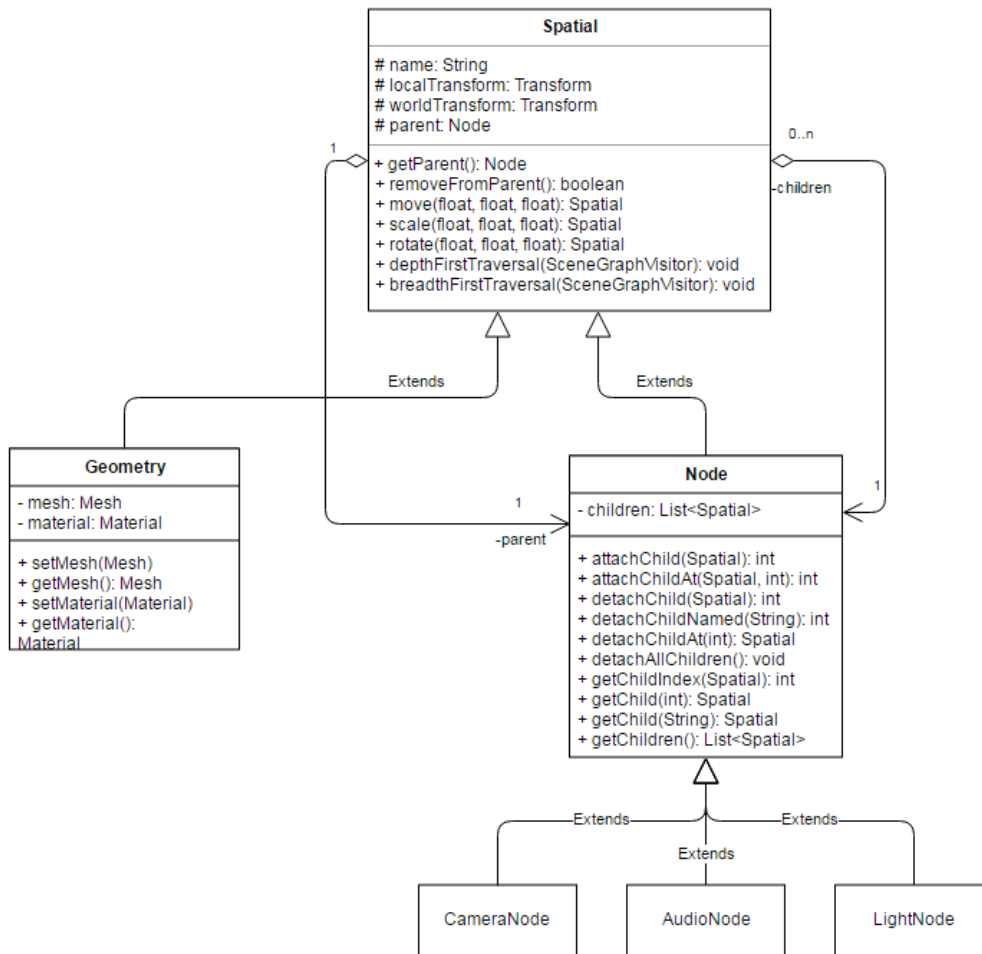 Spatial
# name: String
# localTransform: Transform
# worldTransform: Transform
# parent: Node
+ getParent(): Node
+ removeFromParent(): boolean
+ move(float, float, float): Spatial
+ scale(float, float, float): Spatial
+ rotate(float, float, float): Spatial
+ depthFirstTraversal(SceneGraphVisitor): void
+ breadthFirstTraversal(SceneGraphVisitor): void
1
0..n
-children
Extends
Extends
Geometry
- mesh: Mesh
- material: Material
+ setMesh(Mesh)
+ getMesh(): Mesh
+ setMaterial(Material)
+ getMaterial():
Material
1
-parent
1
Node
- children: List<Spatial>
+ attachChild(Spatial): int
+ attachChildAt(Spatial, int): int
+ detachChild(Spatial): int
+ detachChildNamed(String): int
+ detachChildAt(int): Spatial
+ detachAllChildren(): void
+ getChildIndex(Spatial): int
+ getChild(int): Spatial
+ getChild(String): Spatial
+ getChildren(): List<Spatial>
Extends
Extends
Extends
CameraNode
AudioNode
LightNode